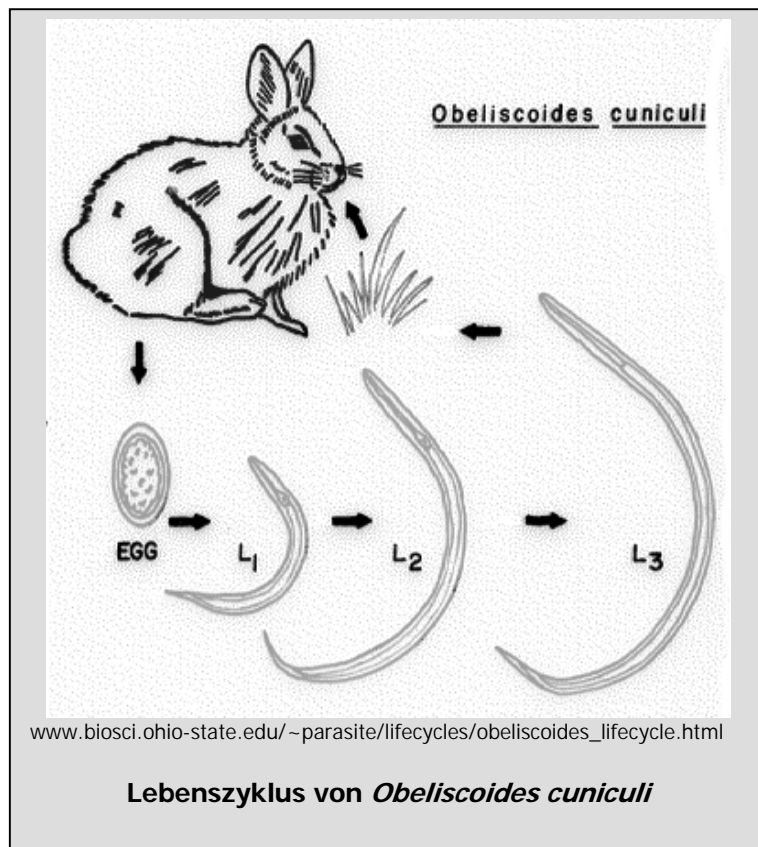 Obeliscoides cuniculi
EGG
L1
L2
L3
www.biosci.ohio-state.edu/~parasite/lifecycles/obeliscoides_lifecycle.html
Lebenszyklus von Obeliscoides cuniculi